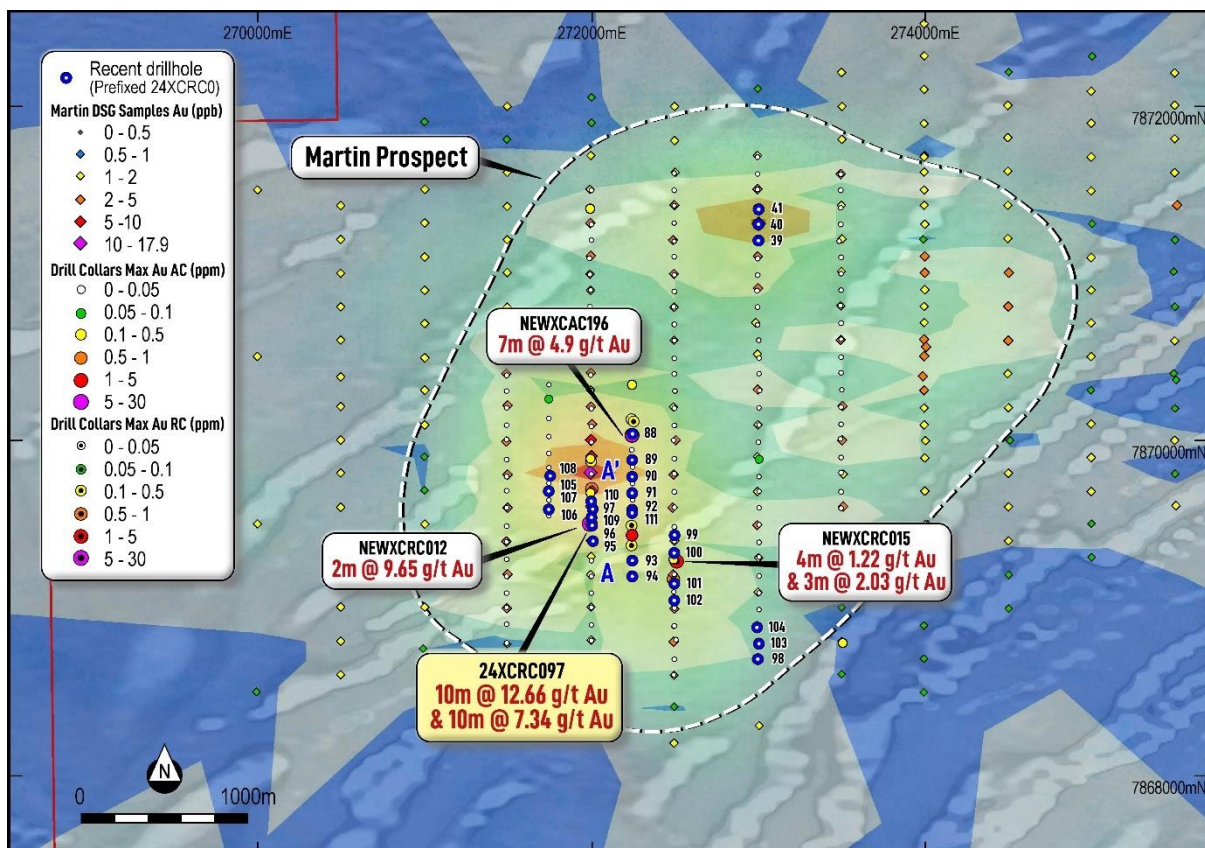 270000mE
272000mE
274000mE
7872000mN
7870000mN
7868000mN
Recent drillhole
(Prefixed 24XCRC0)
Martin DSG Samples Au (ppb)
0 - 0.5
0.5 - 1
1 - 2
2 - 5
5 -10
10 - 17.9
Drill Collars Max Au AC (ppm)
0 - 0.05
0.05 - 0.1
0.1 - 0.5
0.5 - 1
1 - 5
5 - 30
Drill Collars Max Au RC (ppm)
0 - 0.05
0.05 - 0.1
0.1 - 0.5
0.5 - 1
1 - 5
5 - 30
Martin Prospect
41
40
39
NEWXCAC196
7m @ 4.9 g/t Au
88
89
90
91
92
111
93
94
A'
108
105
107
106
110
97
109
96
95
A
99
100
101
102
104
103
98
NEWXCRC012
2m @ 9.65 g/t Au
NEWXCRC015
4m @ 1.22 g/t Au
& 3m @ 2.03 g/t Au
24XCRC097
10m @ 12.66 g/t Au
& 10m @ 7.34 g/t Au
N
0
1000m